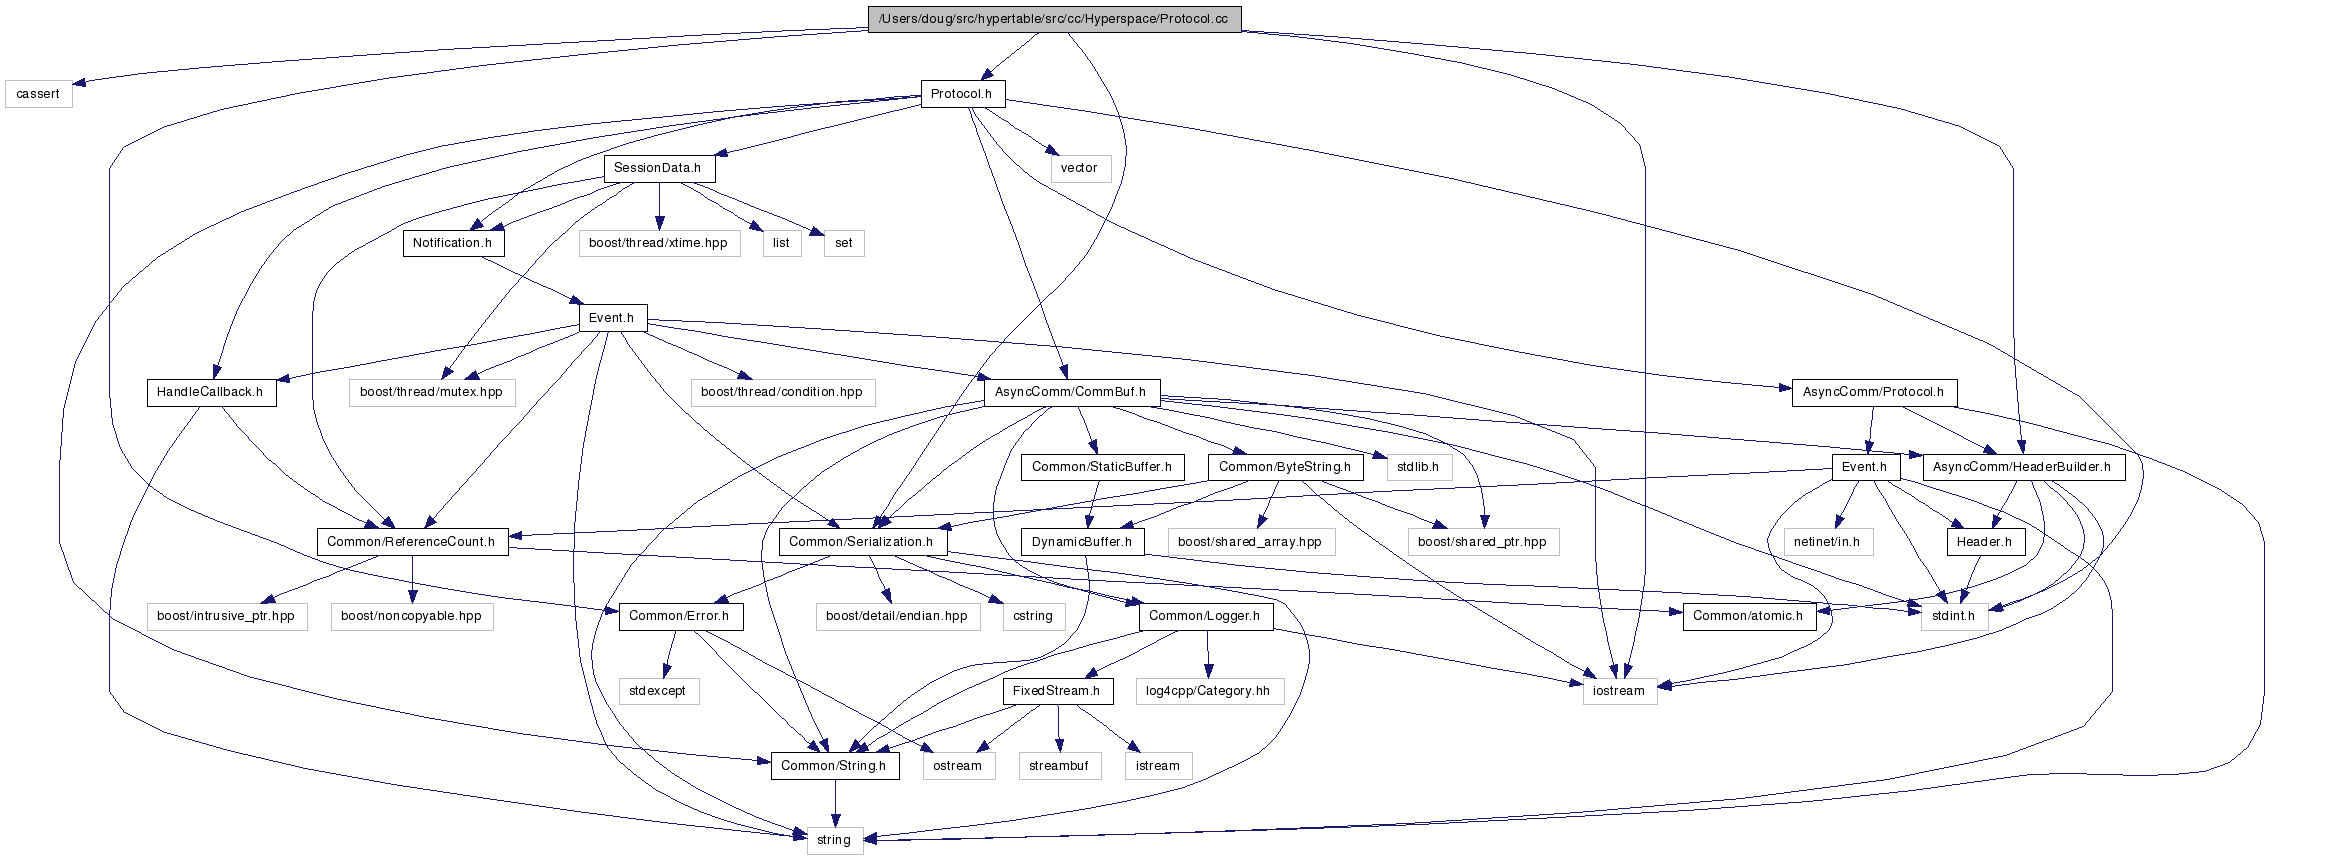 /Users/doug/src/hypertable/src/cc/Hyperspace/Protocol.cc
cassert
Protocol.h
SessionData.h
vector
Notification.h
boost/thread/xtime.hpp
list
set
Event.h
HandleCallback.h
boost/thread/mutex.hpp
boost/thread/condition.hpp
AsyncComm/CommBuf.h
AsyncComm/Protocol.h
Common/StaticBuffer.h
Common/ByteString.h
stdlib.h
Event.h
AsyncComm/HeaderBuilder.h
Common/ReferenceCount.h
Common/Serialization.h
DynamicBuffer.h
boost/shared_array.hpp
boost/shared_ptr.hpp
netinet/in.h
Header.h
boost/intrusive_ptr.hpp
boost/noncopyable.hpp
Common/Error.h
boost/detail/endian.hpp
cstring
Common/Logger.h
Common/atomic.h
stdint.h
stdexcept
FixedStream.h
log4cpp/Category.hh
iostream
Common/String.h
ostream
streambuf
istream
string